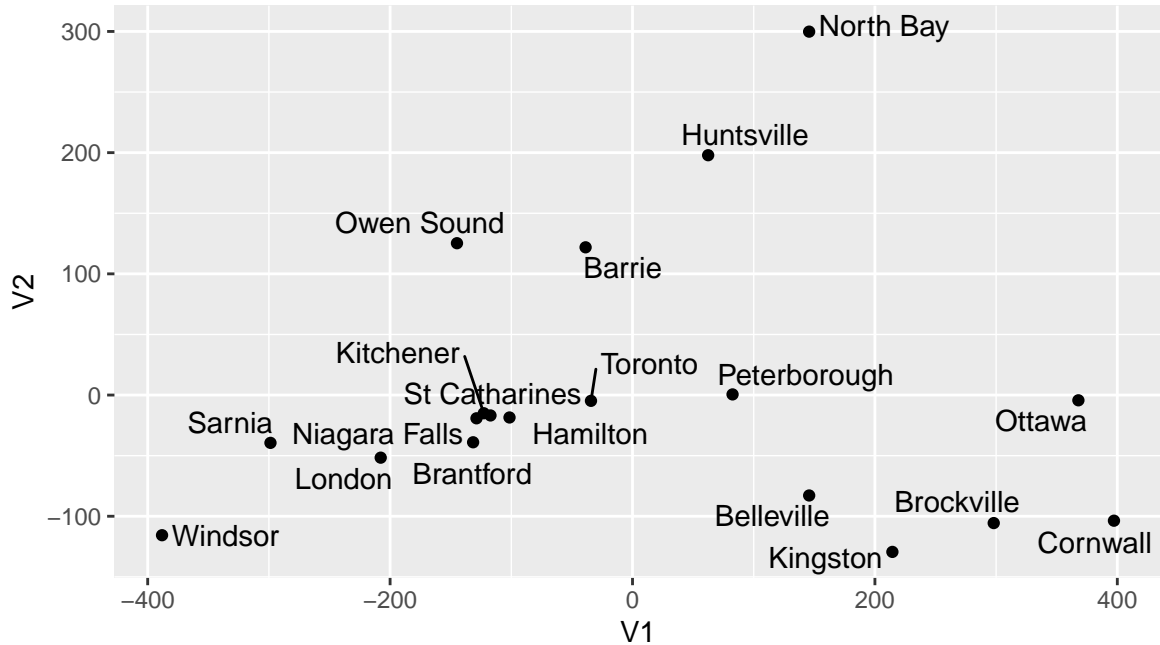 300
North Bay
Huntsville
200
Owen Sound
Barrie
100
V2
Kitchener
Toronto
Peterborough
St Catharines
0
Sarnia
Niagara Falls
Hamilton
Ottawa
London
Brantford
−100
Windsor
Belleville
Brockville
Kingston
Cornwall
−400 −200 0 200 400
V1